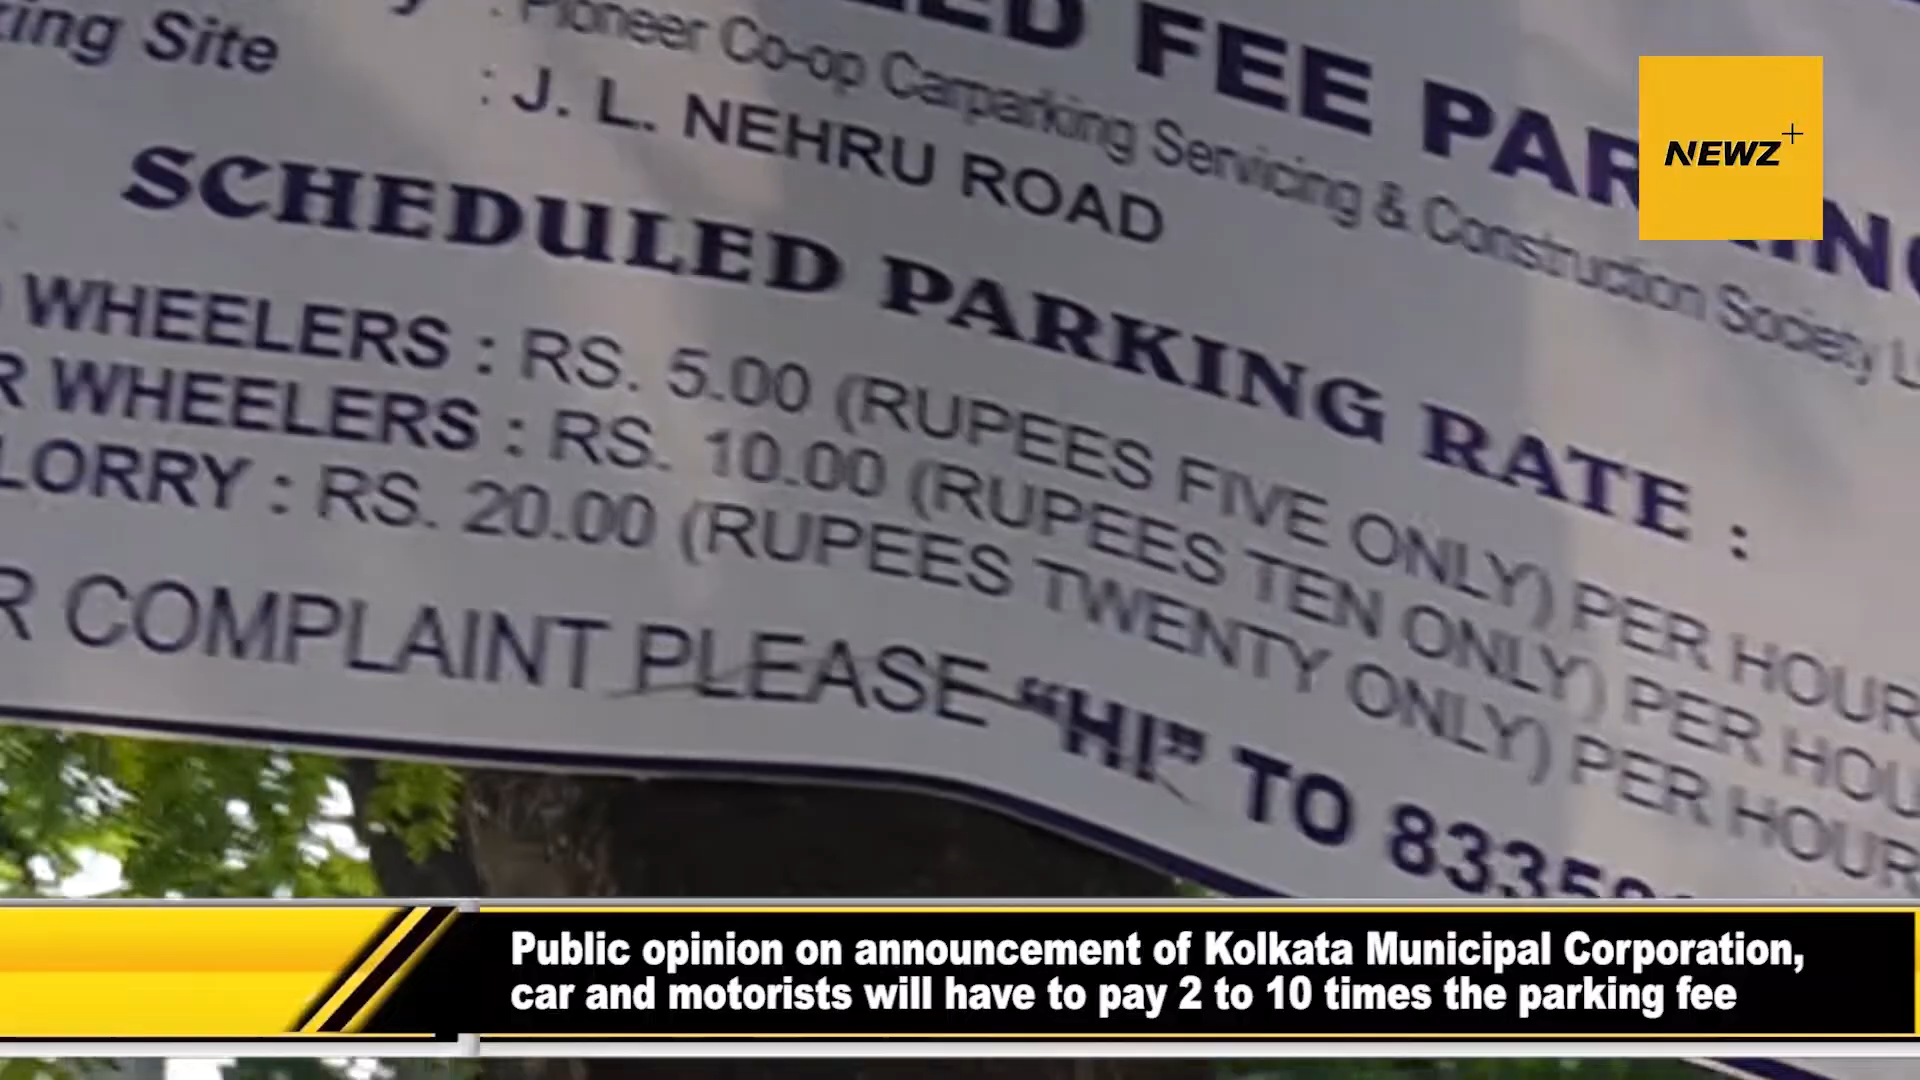 FEE PARKING
: Pioneer Co-op Carparking Servicing & Construction Society
Site
: J. L. NEHRU ROAD
SCHEDULED PARKING RATE :
WHEELERS : RS. 5.00 (RUPEES FIVE ONLY) PER HOUR
WHEELERS : RS. 10.00 (RUPEES TEN ONLY) PER HOU
LORRY : RS. 20.00 (RUPEES TWENTY ONLY) PER HOUR
COMPLAINT PLEASE "HI" TO 83359
NEWZ+
Public opinion on announcement of Kolkata Municipal Corporation,
car and motorists will have to pay 2 to 10 times the parking fee